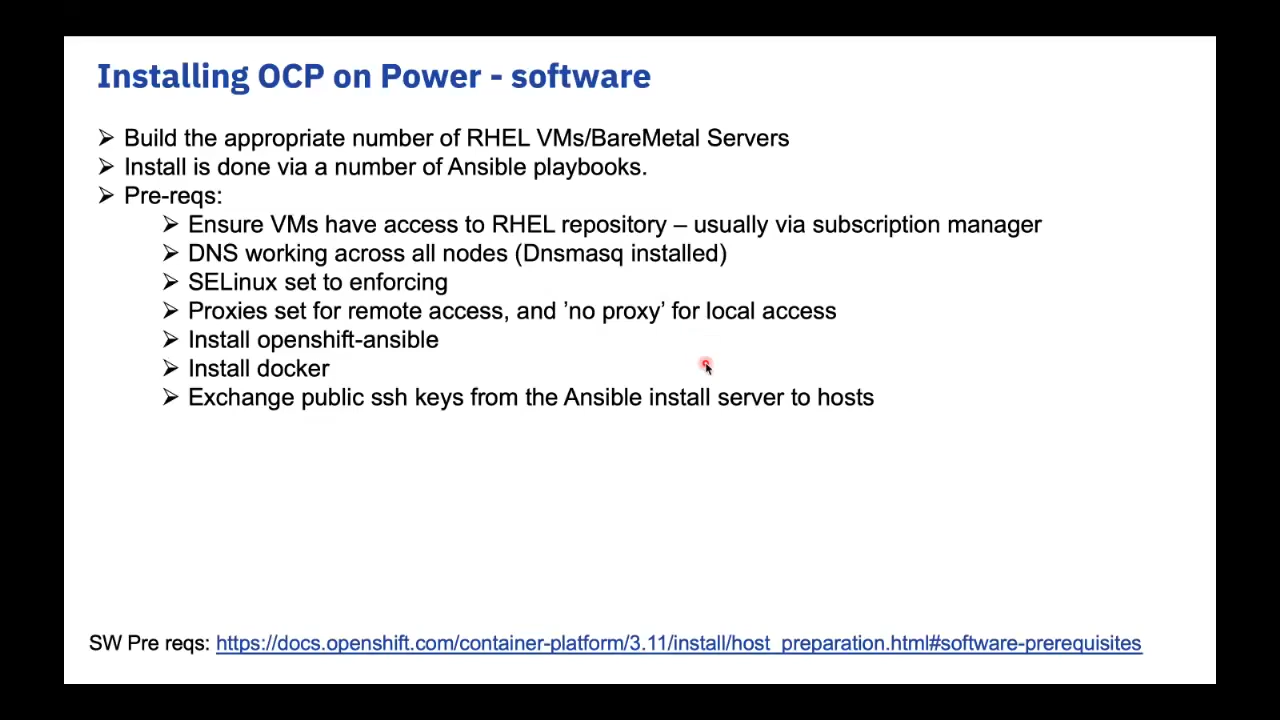 Installing OCP on Power - software
➢ Build the appropriate number of RHEL VMs/BareMetal Servers
➢ Install is done via a number of Ansible playbooks.
➢ Pre-reqs:
➢ Ensure VMs have access to RHEL repository – usually via subscription manager
➢ DNS working across all nodes (Dnsmasq installed)
➢ SELinux set to enforcing
➢ Proxies set for remote access, and ’no proxy’ for local access
➢ Install openshift-ansible
➢ Install docker
➢ Exchange public ssh keys from the Ansible install server to hosts
SW Pre reqs: https://docs.openshift.com/container-platform/3.11/install/host_preparation.html#software-prerequisites